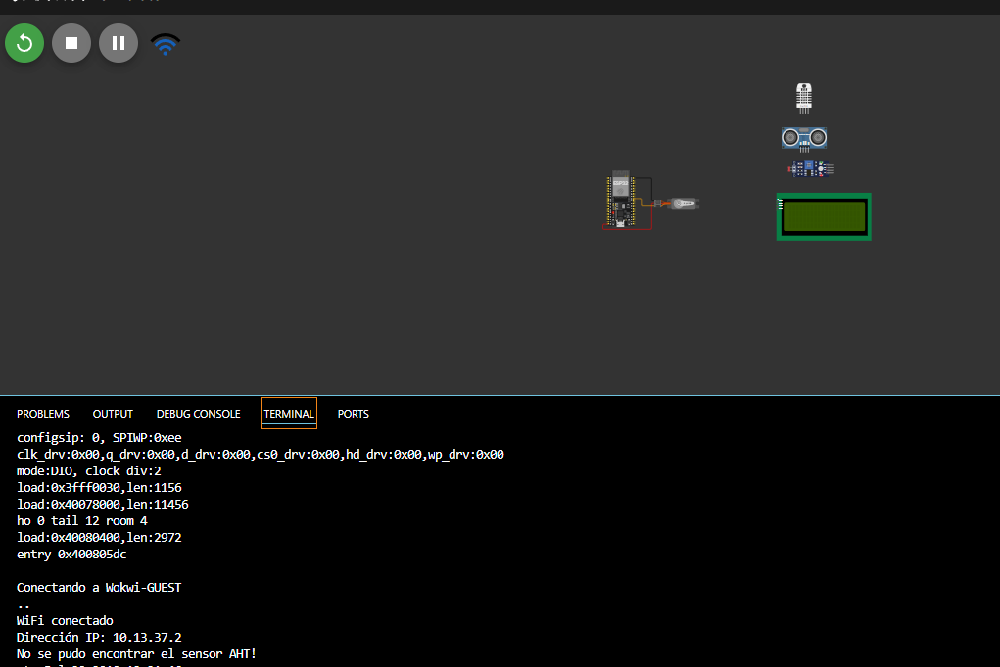 PROBLEMS OUTPUT DEBUG CONSOLE TERMINAL PORTS
configsip: 0, SPIWP:0xee
clk_drv:0x00,q_drv:0x00,d_drv:0x00,cs0_drv:0x00,hd_drv:0x00,wp_drv:0x00
mode:DIO, clock div:2
load:0x3fff0030,len:1156
load:0x40078000,len:11456
ho 0 tail 12 room 4
load:0x40080400,len:2972
entry 0x400805dc
Conectando a Wokwi-GUEST
..
WiFi conectado
Dirección IP: 10.13.37.2
No se pudo encontrar el sensor AHT!